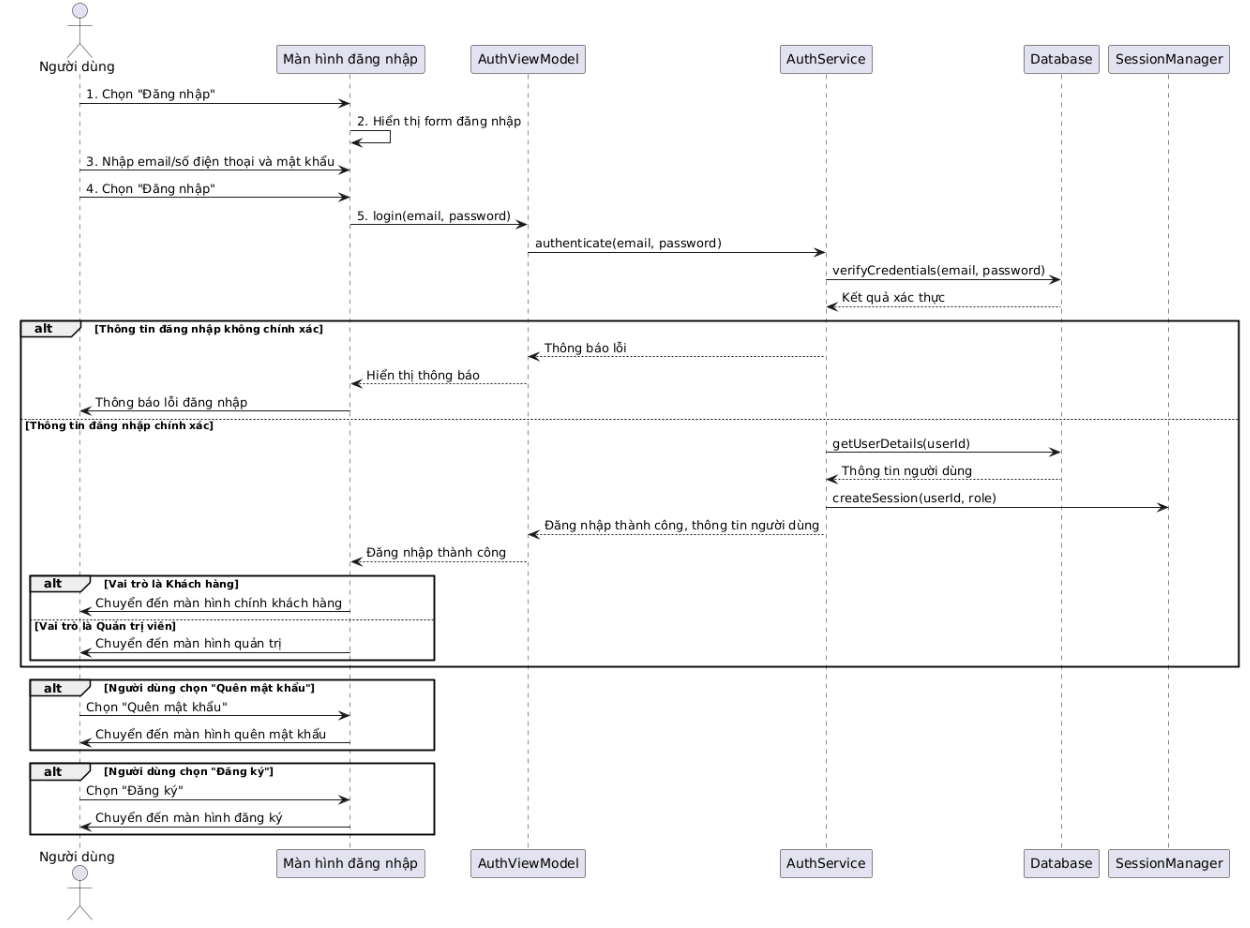 Người dùng
Màn hình đăng nhập
AuthViewModel
AuthService
Database
SessionManager
1. Chọn "Đăng nhập"
2. Hiển thị form đăng nhập
3. Nhập email/số điện thoại và mật khẩu
4. Chọn "Đăng nhập"
5. login(email, password)
authenticate(email, password)
verifyCredentials(email, password)
Kết quả xác thực
alt [Thông tin đăng nhập không chính xác]
Thông báo lỗi
Hiển thị thông báo
Thông báo lỗi đăng nhập
[Thông tin đăng nhập chính xác]
getUserDetails(userId)
Thông tin người dùng
createSession(userId, role)
Đăng nhập thành công, thông tin người dùng
Đăng nhập thành công
alt [Vai trò là Khách hàng]
Chuyển đến màn hình chính khách hàng
[Vai trò là Quản trị viên]
Chuyển đến màn hình quản trị
alt [Người dùng chọn "Quên mật khẩu"]
Chọn "Quên mật khẩu"
Chuyển đến màn hình quên mật khẩu
alt [Người dùng chọn "Đăng ký"]
Chọn "Đăng ký"
Chuyển đến màn hình đăng ký
Người dùng
Màn hình đăng nhập
AuthViewModel
AuthService
Database
SessionManager